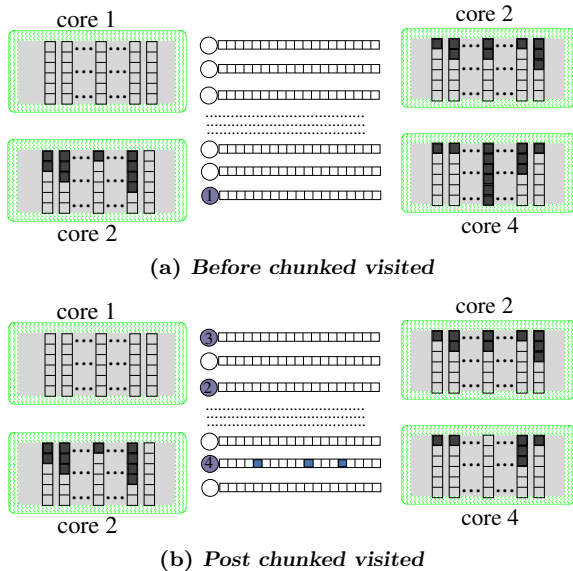 core 1
core 2
core 2
core 4
1
(a) Before chunked visited
core 1
core 2
3
2
4
core 2
core 4
(b) Post chunked visited